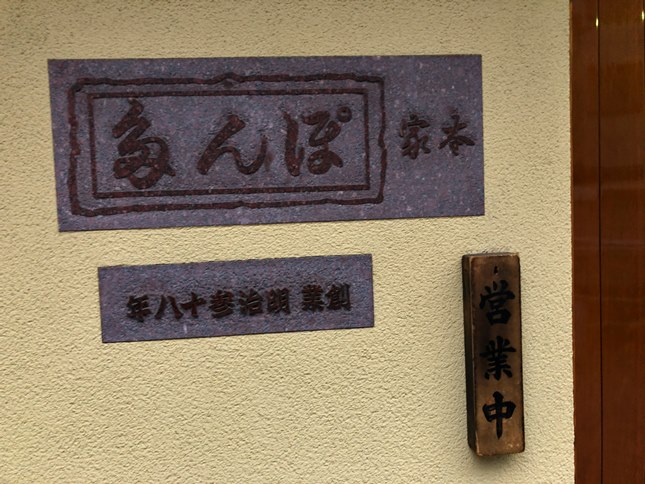 本家 ぽん多
創業 明治参十八年
営業中